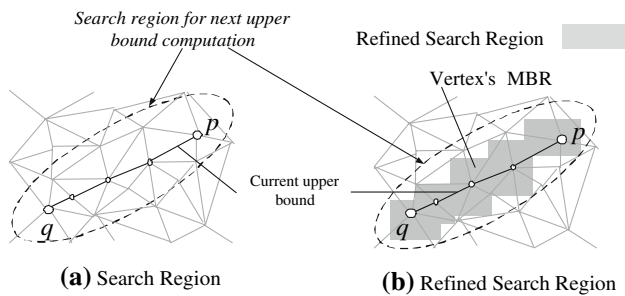 Search region for next upper
bound computation
Refined Search Region
Vertex's MBR
p
p
Current upper
bound
q
q
(a) Search Region
(b) Refined Search Region